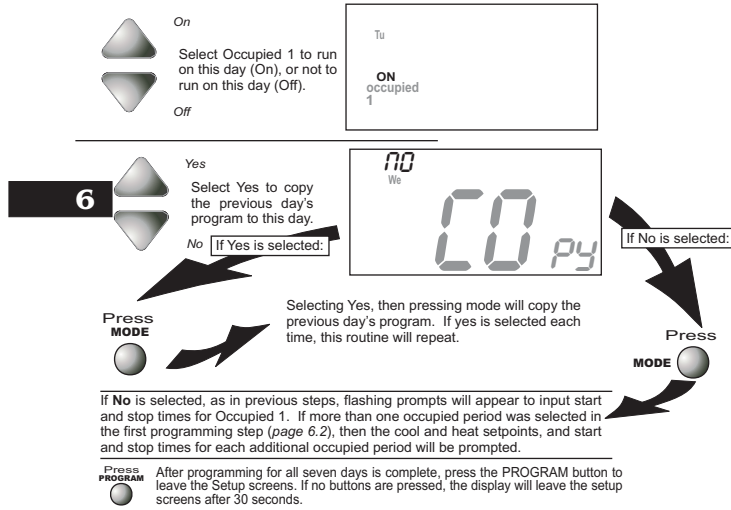 On
Select Occupied 1 to run
on this day (On), or not to
run on this day (Off).
Off
Tu
ON
occupied
1
6
Yes
Select Yes to copy
the previous day's
program to this day.
No
If Yes is selected:
no
We
CO PY
If No is selected:
Press
MODE
Selecting Yes, then pressing mode will copy the
previous day's program. If yes is selected each
time, this routine will repeat.
Press
MODE
If No is selected, as in previous steps, flashing prompts will appear to input start
and stop times for Occupied 1. If more than one occupied period was selected in
the first programming step (page 6.2), then the cool and heat setpoints, and start
and stop times for each additional occupied period will be prompted.
Press
PROGRAM
After programming for all seven days is complete, press the PROGRAM button to
leave the Setup screens. If no buttons are pressed, the display will leave the setup
screens after 30 seconds.